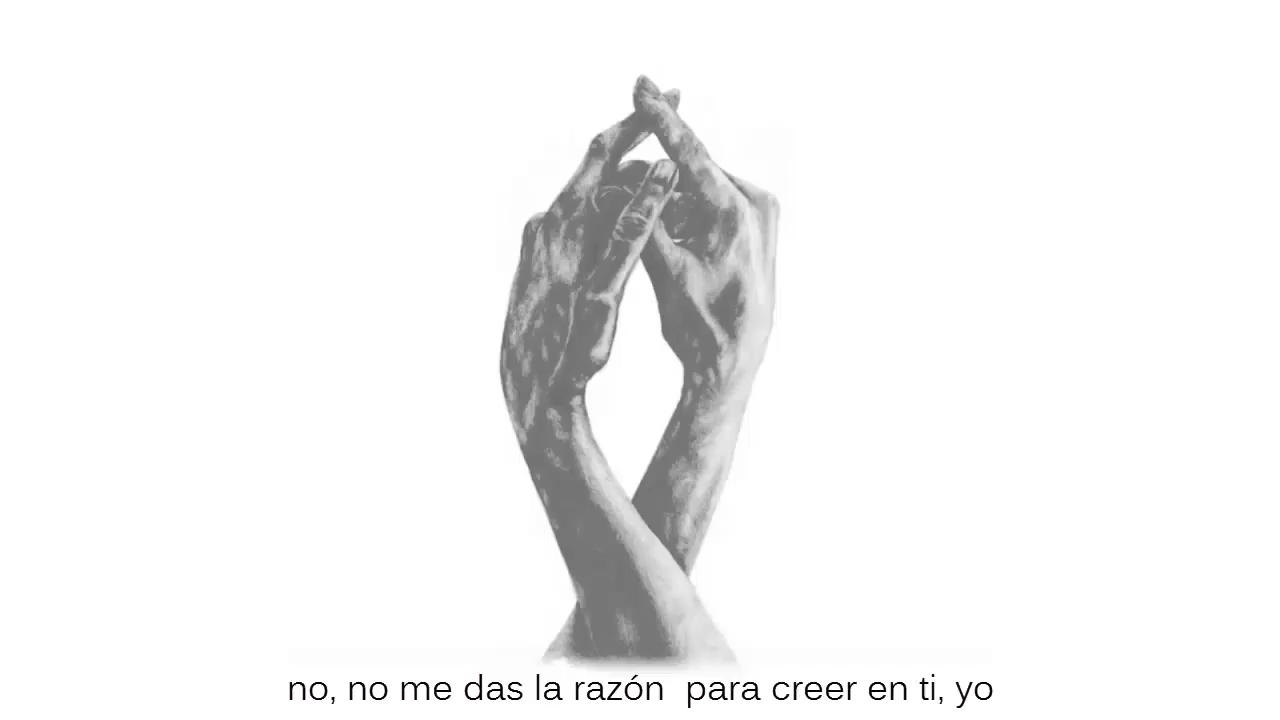 no, no me das la razón  para creer en ti, yo